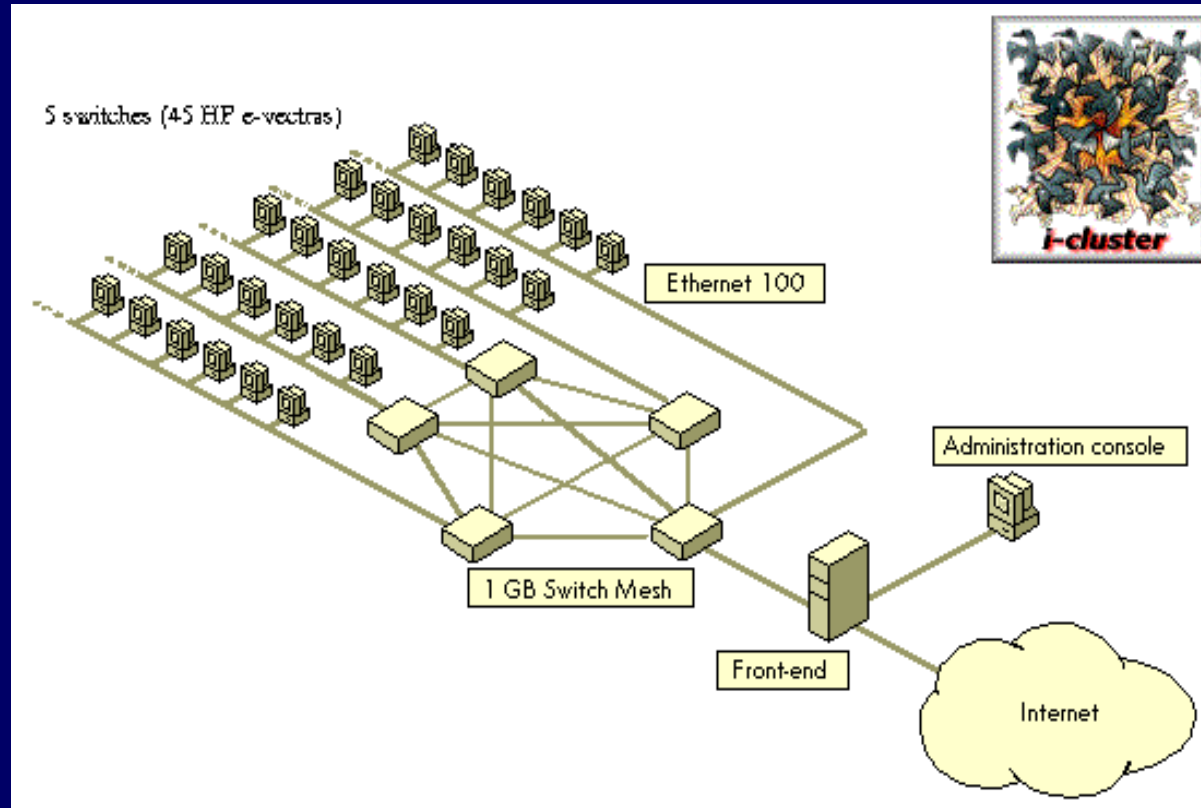 5 switches (45 HP e-vectras)
i-cluster
Ethernet 100
Administration console
1 GB Switch Mesh
Front-end
Internet